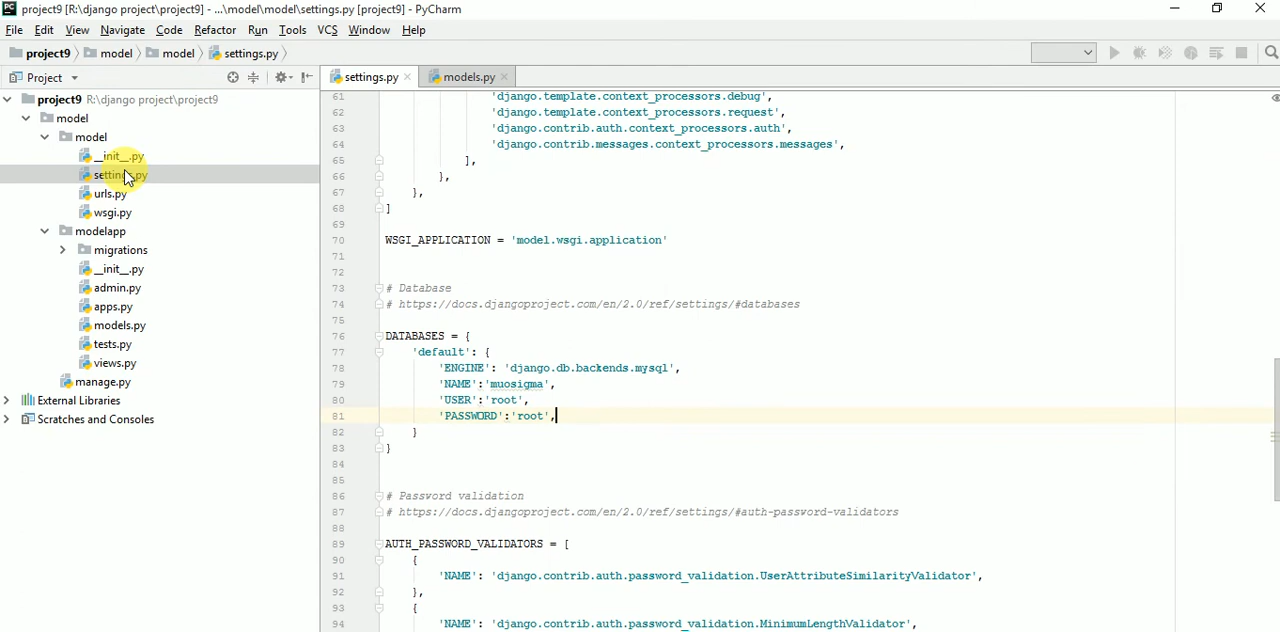 project9 [R:\django project\project9] - ...\model\model\settings.py [project9] - PyCharm
File Edit View Navigate Code Refactor Run Tools VCS Window Help
project9 model model settings.py
Project settings.py models.py
project9 R:\django project\project9
model
model
__init__.py
settings.py
urls.py
wsgi.py
modelapp
migrations
__init__.py
admin.py
apps.py
models.py
tests.py
views.py
manage.py
External Libraries
Scratches and Consoles
61 'django.template.context_processors.debug',
62 'django.template.context_processors.request',
63 'django.contrib.auth.context_processors.auth',
64 'django.contrib.messages.context_processors.messages',
65 ],
66 },
67 },
68 ]
69
70 WSGI_APPLICATION = 'model.wsgi.application'
71
72
73 # Database
74 # https://docs.djangoproject.com/en/2.0/ref/settings/#databases
75
76 DATABASES = {
77 'default': {
78 'ENGINE': 'django.db.backends.mysql',
79 'NAME':'muosigma',
80 'USER':'root',
81 'PASSWORD':'root',
82 }
83 }
84
85
86 # Password validation
87 # https://docs.djangoproject.com/en/2.0/ref/settings/#auth-password-validators
88
89 AUTH_PASSWORD_VALIDATORS = [
90 {
91 'NAME': 'django.contrib.auth.password_validation.UserAttributeSimilarityValidator',
92 },
93 {
94 'NAME': 'django.contrib.auth.password_validation.MinimumLengthValidator',